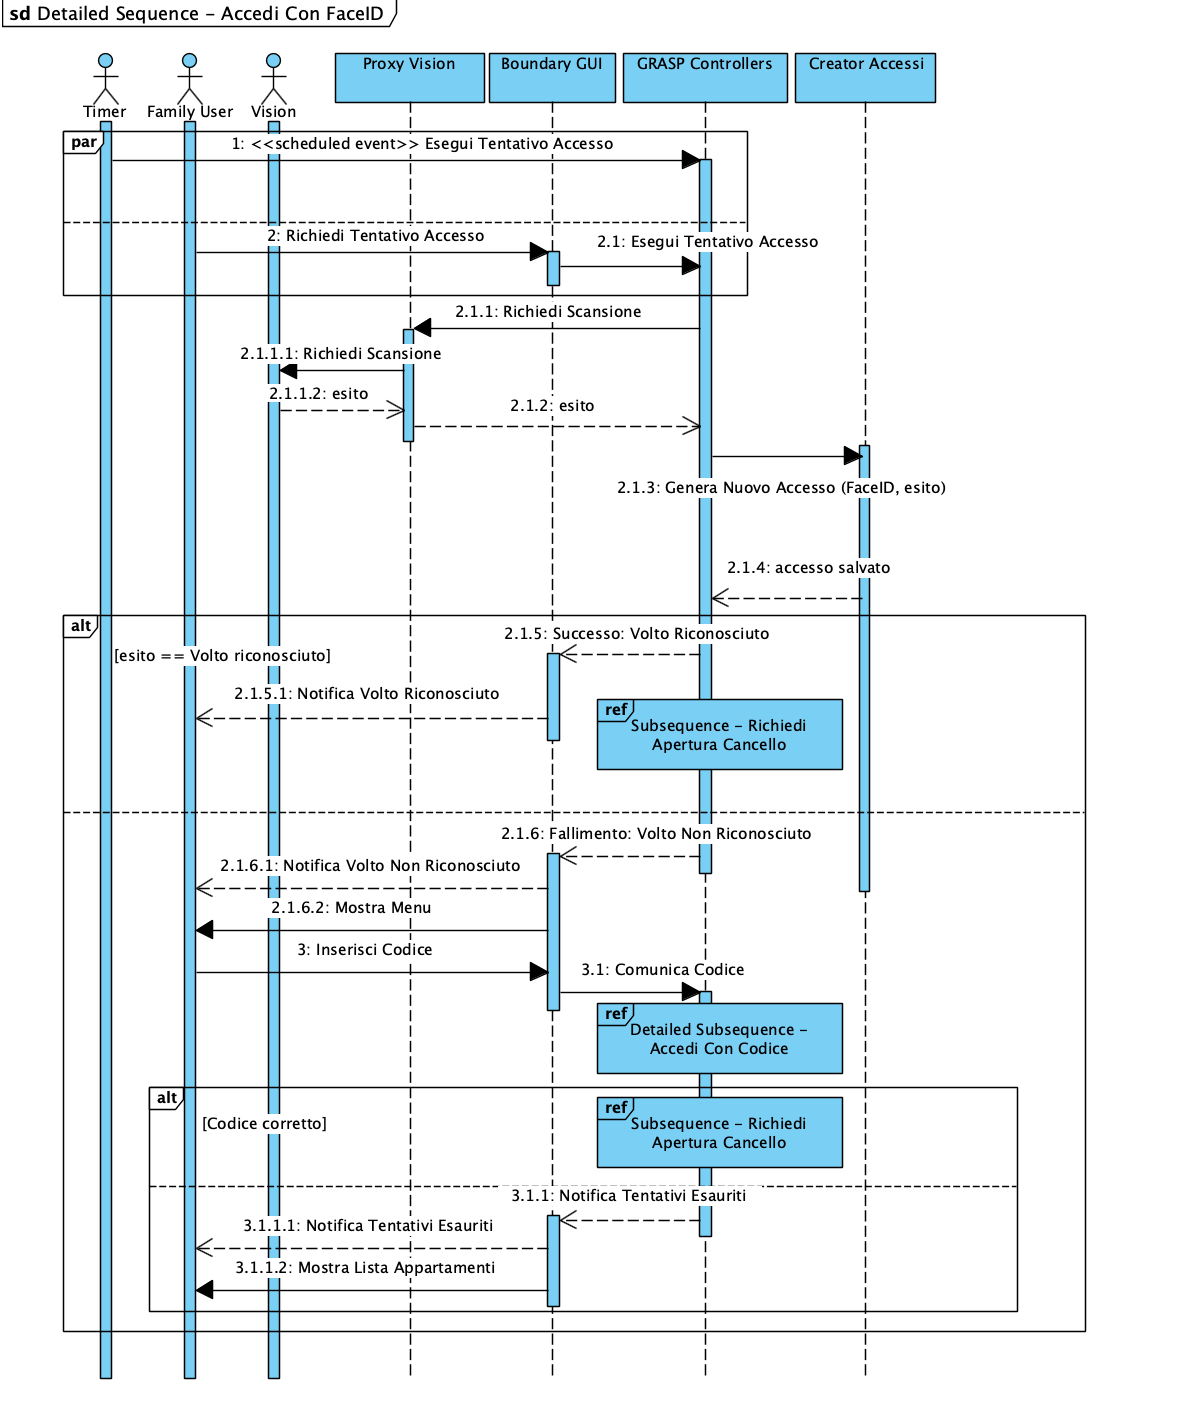 sd Detailed Sequence – Accedi Con FaceID
Timer
Family User
Vision
Proxy Vision
Boundary GUI
GRASP Controllers
Creator Accessi
par
1: <<scheduled event>> Esegui Tentativo Accesso
2: Richiedi Tentativo Accesso
2.1: Esegui Tentativo Accesso
2.1.1: Richiedi Scansione
2.1.1.1: Richiedi Scansione
2.1.1.2: esito
2.1.2: esito
2.1.3: Genera Nuovo Accesso (FaceID, esito)
2.1.4: accesso salvato
alt
[esito == Volto riconosciuto]
2.1.5: Successo: Volto Riconosciuto
2.1.5.1: Notifica Volto Riconosciuto
ref
Subsequence – Richiedi
Apertura Cancello
2.1.6: Fallimento: Volto Non Riconosciuto
2.1.6.1: Notifica Volto Non Riconosciuto
2.1.6.2: Mostra Menu
3: Inserisci Codice
3.1: Comunica Codice
ref
Detailed Subsequence –
Accedi Con Codice
alt
[Codice corretto]
ref
Subsequence – Richiedi
Apertura Cancello
3.1.1: Notifica Tentativi Esauriti
3.1.1.1: Notifica Tentativi Esauriti
3.1.1.2: Mostra Lista Appartamenti